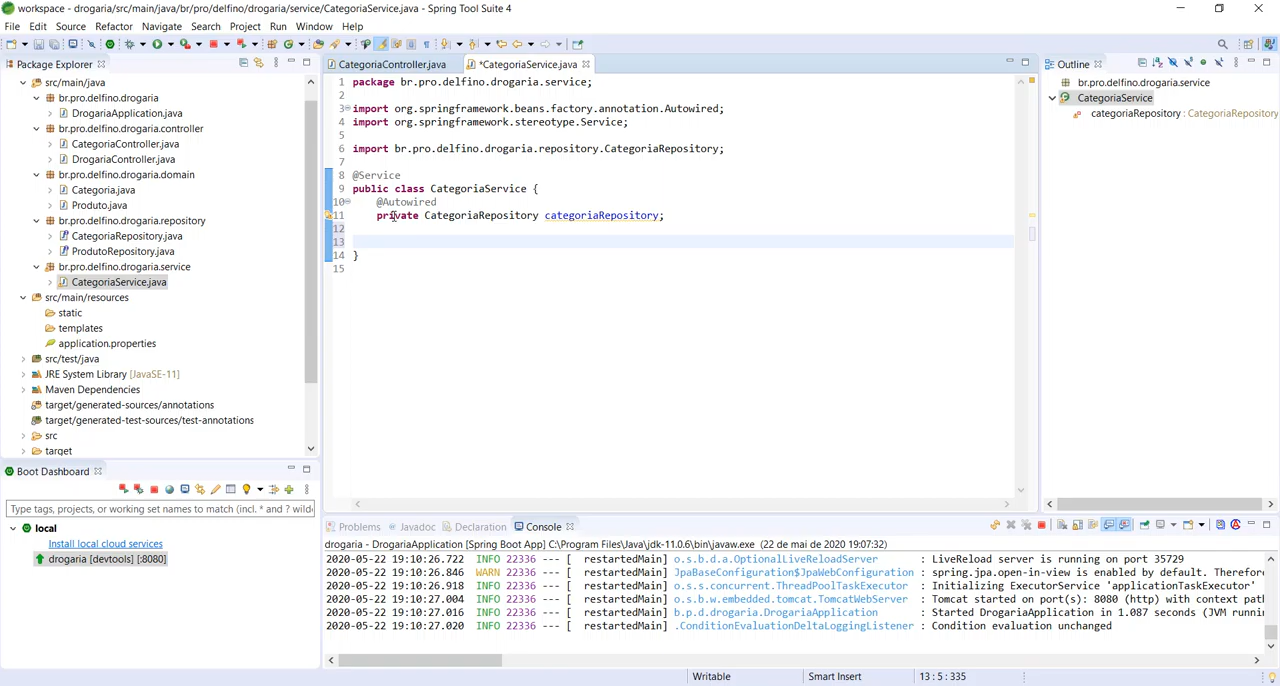 workspace - drogaria/src/main/java/br/pro/delfino/drogaria/service/CategoriaService.java - Spring Tool Suite 4
File Edit Source Refactor Navigate Search Project Run Window Help
Package Explorer
src/main/java
br.pro.delfino.drogaria
DrogariaApplication.java
br.pro.delfino.drogaria.controller
CategoriaController.java
DrogariaController.java
br.pro.delfino.drogaria.domain
Categoria.java
Produto.java
br.pro.delfino.drogaria.repository
CategoriaRepository.java
ProdutoRepository.java
br.pro.delfino.drogaria.service
CategoriaService.java
src/main/resources
static
templates
application.properties
src/test/java
JRE System Library [JavaSE-11]
Maven Dependencies
target/generated-sources/annotations
target/generated-test-sources/test-annotations
src
target
Boot Dashboard
Type tags, projects, or working set names to match (incl. * and ? wild
local
Install local cloud services
drogaria [devtools] [:8080]
CategoriaController.java *CategoriaService.java
1 package br.pro.delfino.drogaria.service;
2
3 import org.springframework.beans.factory.annotation.Autowired;
4 import org.springframework.stereotype.Service;
5
6 import br.pro.delfino.drogaria.repository.CategoriaRepository;
7
8 @Service
9 public class CategoriaService {
10 @Autowired
11 private CategoriaRepository categoriaRepository;
12
13
14 }
15
Outline
br.pro.delfino.drogaria.service
CategoriaService
categoriaRepository : CategoriaRepository
Problems Javadoc Declaration Console
drogaria - DrogariaApplication [Spring Boot App] C:\Program Files\Java\jdk-11.0.6\bin\javaw.exe (22 de mai de 2020 19:07:32)
2020-05-22 19:10:26.722 INFO 22336 --- [ restartedMain] o.s.b.d.a.OptionalLiveReloadServer : LiveReload server is running on port 35729
2020-05-22 19:10:26.846 WARN 22336 --- [ restartedMain] JpaBaseConfiguration$JpaWebConfiguration : spring.jpa.open-in-view is enabled by default. Therefor
2020-05-22 19:10:26.918 INFO 22336 --- [ restartedMain] o.s.s.concurrent.ThreadPoolTaskExecutor : Initializing ExecutorService 'applicationTaskExecutor'
2020-05-22 19:10:27.004 INFO 22336 --- [ restartedMain] o.s.b.w.embedded.tomcat.TomcatWebServer : Tomcat started on port(s): 8080 (http) with context path
2020-05-22 19:10:27.016 INFO 22336 --- [ restartedMain] b.p.d.drogaria.DrogariaApplication : Started DrogariaApplication in 1.087 seconds (JVM runnin
2020-05-22 19:10:27.020 INFO 22336 --- [ restartedMain] .ConditionEvaluationDeltaLoggingListener : Condition evaluation unchanged
Writable Smart Insert 13 : 5 : 335